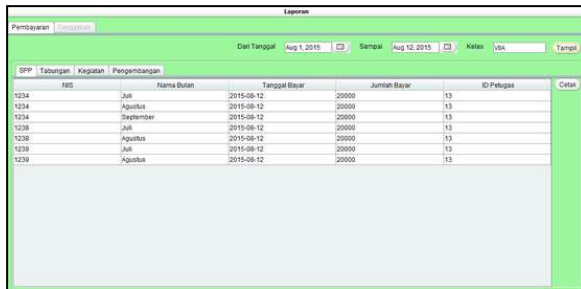 Laporan
Pembayaran Tunggakan
Dari Tanggal Aug 1, 2015 Sampai Aug 12, 2015 Kelas VIIIA Tampil
SPP Tabungan Kegiatan Pengembangan
NIS Nama Bulan Tanggal Bayar Jumlah Bayar ID Petugas Cetak
1234 Juli 2015-08-12 20000 13
1234 Agustus 2015-08-12 20000 13
1234 September 2015-08-12 20000 13
1238 Juli 2015-08-12 20000 13
1238 Agustus 2015-08-12 20000 13
1239 Juli 2015-08-12 20000 13
1239 Agustus 2015-08-12 20000 13